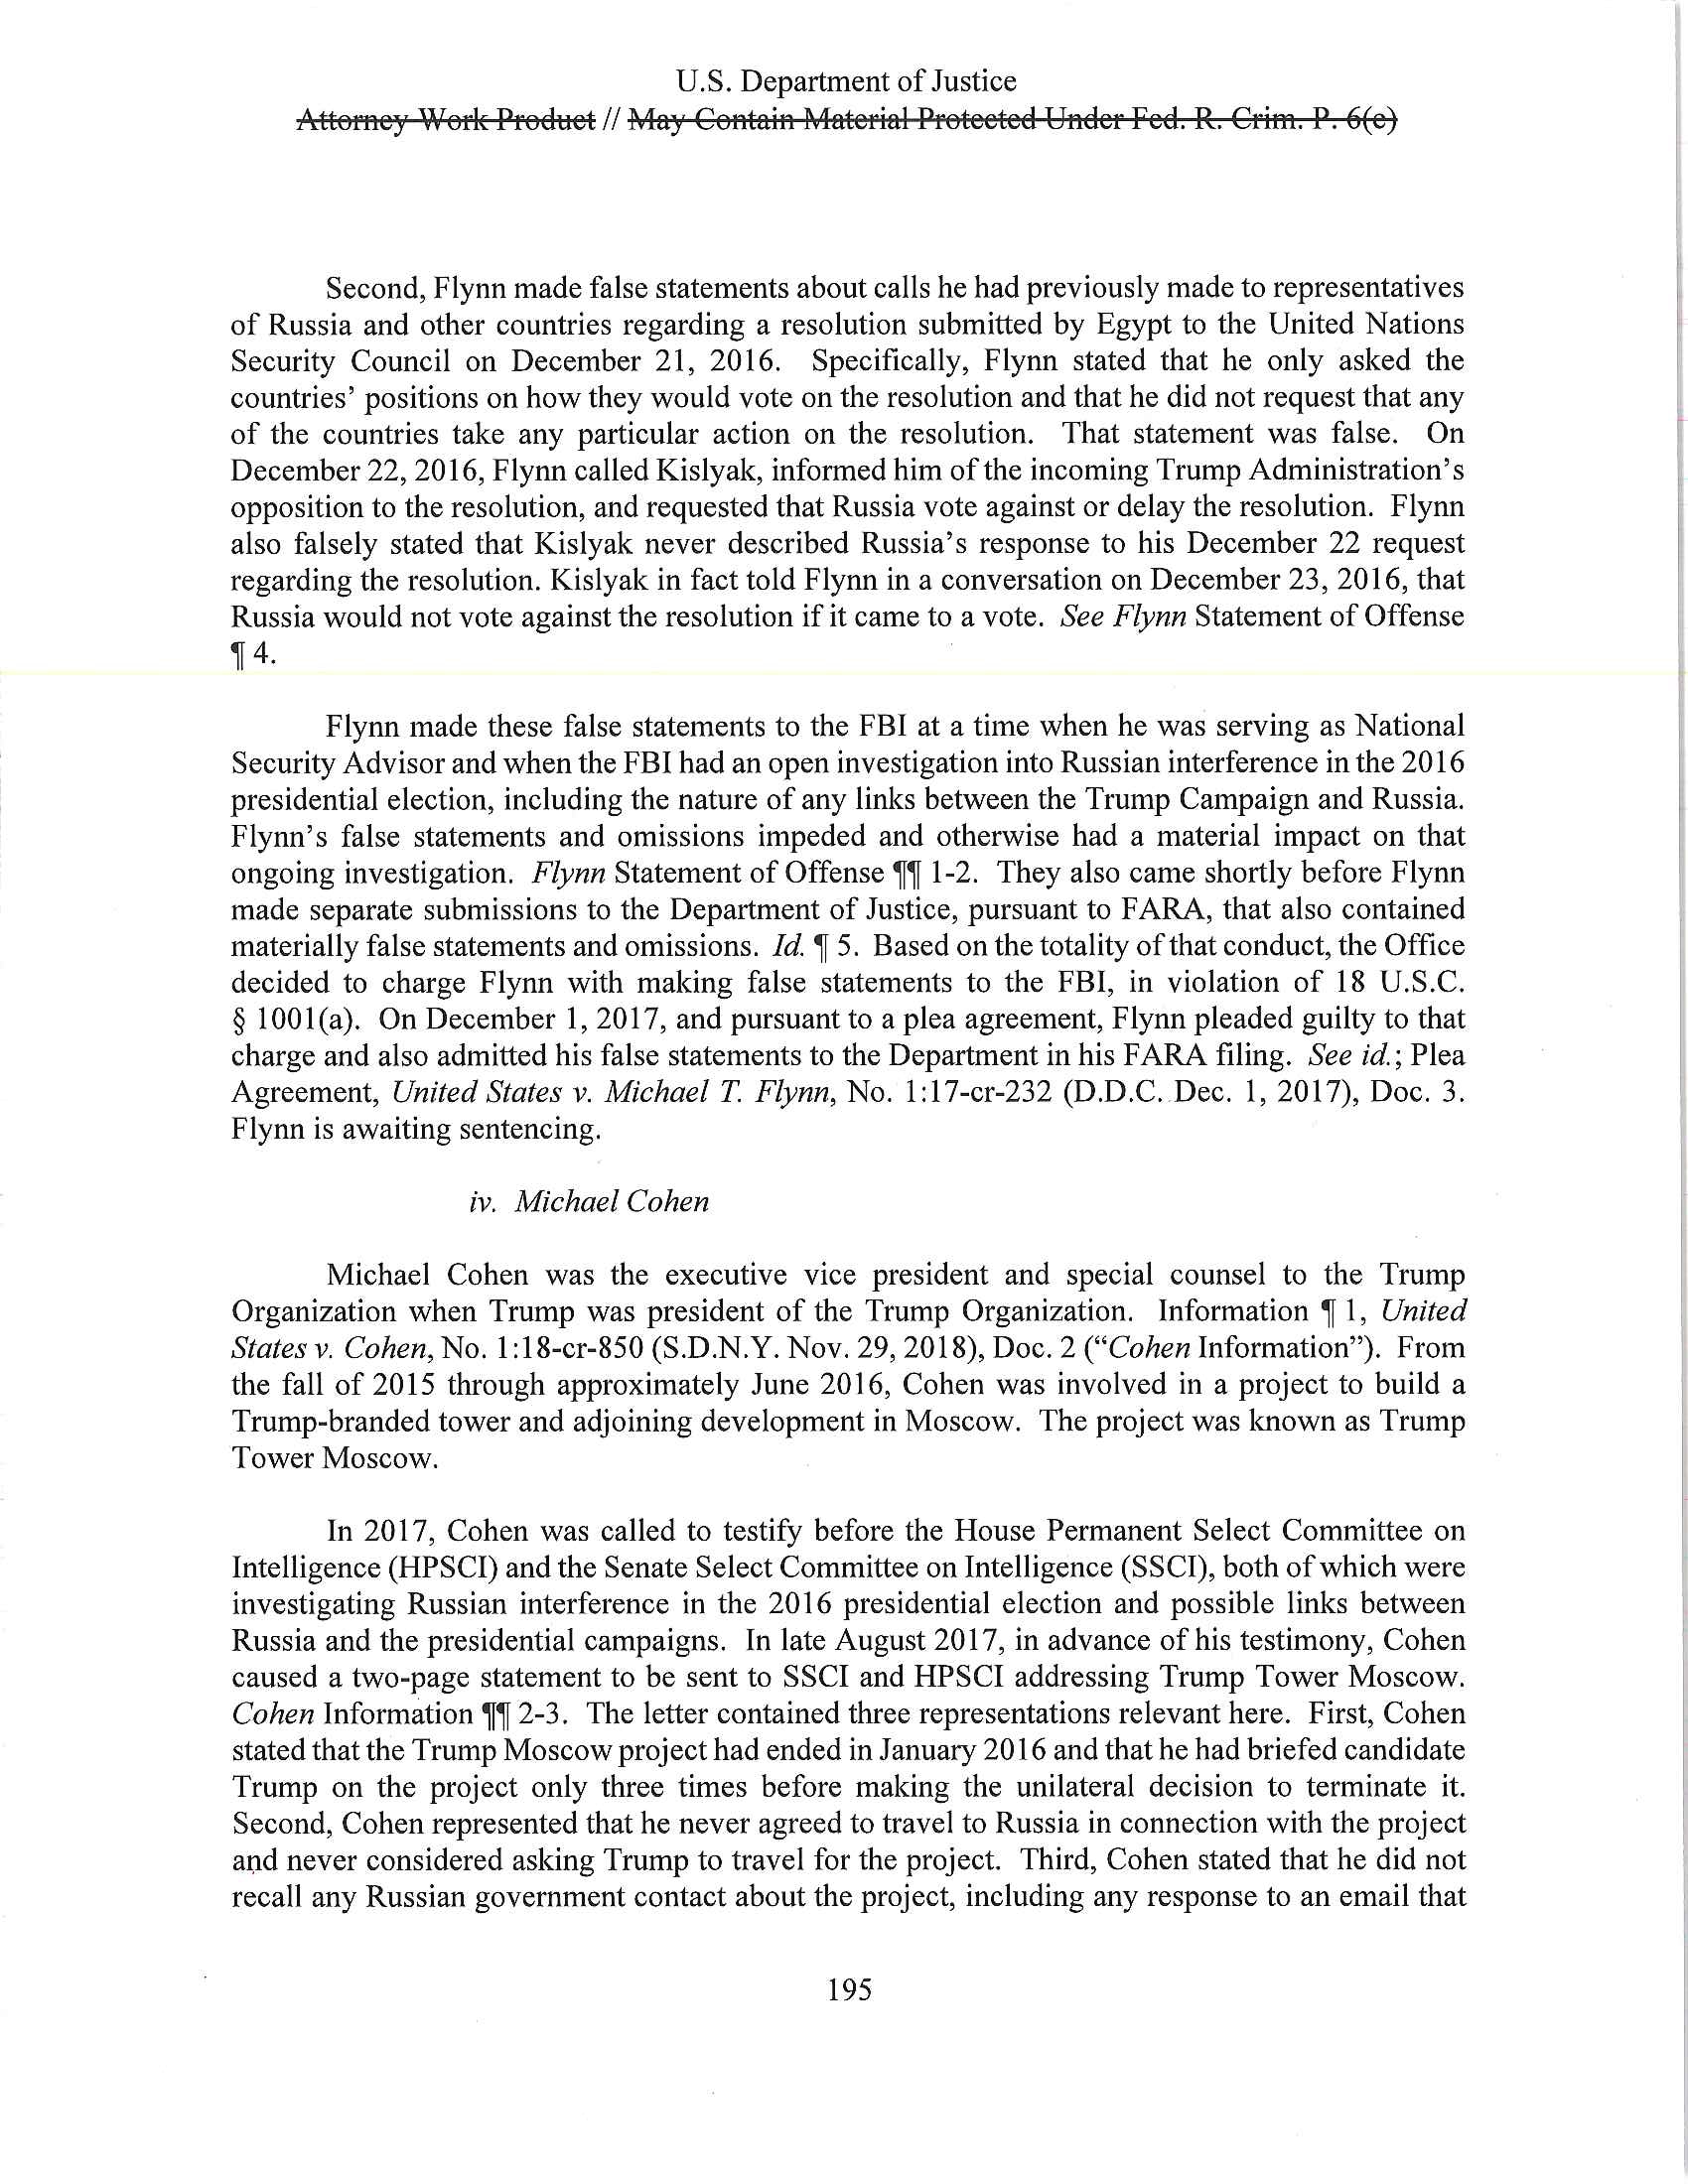 U.S. Department of Justice
Attorney Work Product // May Contain Material Protected Under Fed. R. Crim. P. 6(e)
Second, Flynn made false statements about calls he had previously made to representatives
of Russia and other countries regarding a resolution submitted by Egypt to the United Nations
Security Council on December 21, 2016. Specifically, Flynn stated that he only asked the
countries’ positions on how they would vote on the resolution and that he did not request that any
of the countries take any particular action on the resolution. That statement was false. On
December 22, 2016, Flynn called Kislyak, informed him of the incoming Trump Administration’s
opposition to the resolution, and requested that Russia vote against or delay the resolution. Flynn
also falsely stated that Kislyak never described Russia’s response to his December 22 request
regarding the resolution. Kislyak in fact told Flynn in a conversation on December 23, 2016, that
Russia would not vote against the resolution if it came to a vote. See Flynn Statement of Offense
¶ 4.
Flynn made these false statements to the FBI at a time when he was serving as National
Security Advisor and when the FBI had an open investigation into Russian interference in the 2016
presidential election, including the nature of any links between the Trump Campaign and Russia.
Flynn’s false statements and omissions impeded and otherwise had a material impact on that
ongoing investigation. Flynn Statement of Offense ¶¶ 1-2. They also came shortly before Flynn
made separate submissions to the Department of Justice, pursuant to FARA, that also contained
materially false statements and omissions. Id. ¶ 5. Based on the totality of that conduct, the Office
decided to charge Flynn with making false statements to the FBI, in violation of 18 U.S.C.
§ 1001(a). On December 1, 2017, and pursuant to a plea agreement, Flynn pleaded guilty to that
charge and also admitted his false statements to the Department in his FARA filing. See id.; Plea
Agreement, United States v. Michael T. Flynn, No. 1:17-cr-232 (D.D.C. Dec. 1, 2017), Doc. 3.
Flynn is awaiting sentencing.
iv. Michael Cohen
Michael Cohen was the executive vice president and special counsel to the Trump
Organization when Trump was president of the Trump Organization. Information ¶ 1, United
States v. Cohen, No. 1:18-cr-850 (S.D.N.Y. Nov. 29, 2018), Doc. 2 (“Cohen Information”). From
the fall of 2015 through approximately June 2016, Cohen was involved in a project to build a
Trump-branded tower and adjoining development in Moscow. The project was known as Trump
Tower Moscow.
In 2017, Cohen was called to testify before the House Permanent Select Committee on
Intelligence (HPSCI) and the Senate Select Committee on Intelligence (SSCI), both of which were
investigating Russian interference in the 2016 presidential election and possible links between
Russia and the presidential campaigns. In late August 2017, in advance of his testimony, Cohen
caused a two-page statement to be sent to SSCI and HPSCI addressing Trump Tower Moscow.
Cohen Information ¶¶ 2-3. The letter contained three representations relevant here. First, Cohen
stated that the Trump Moscow project had ended in January 2016 and that he had briefed candidate
Trump on the project only three times before making the unilateral decision to terminate it.
Second, Cohen represented that he never agreed to travel to Russia in connection with the project
and never considered asking Trump to travel for the project. Third, Cohen stated that he did not
recall any Russian government contact about the project, including any response to an email that
195